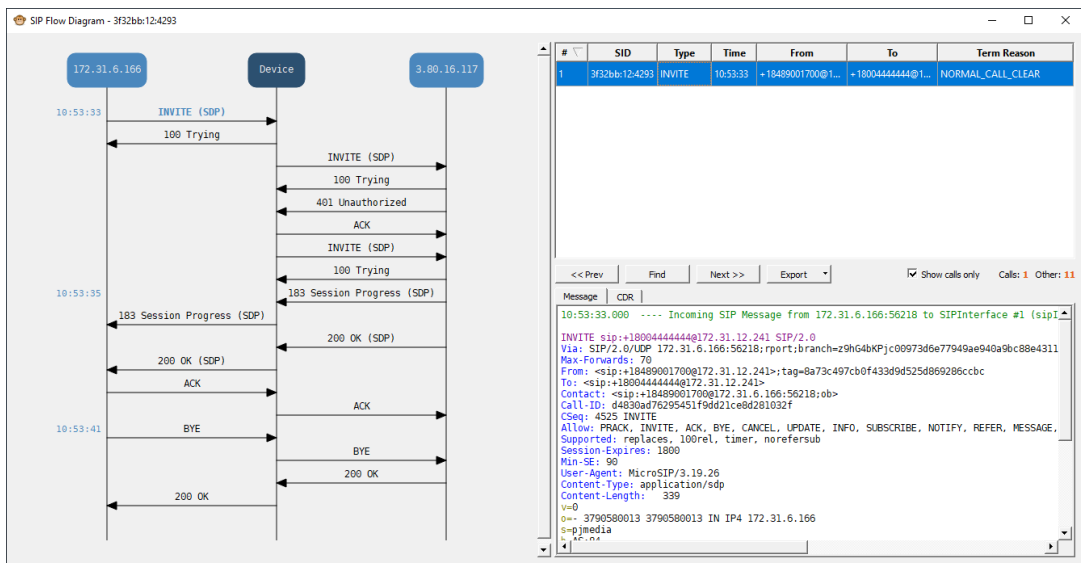 SIP Flow Diagram - 3f32bb:12:4293
172.31.6.166
Device
3.80.16.117
10:53:33
INVITE (SDP)
100 Trying
INVITE (SDP)
100 Trying
401 Unauthorized
ACK
INVITE (SDP)
100 Trying
10:53:35
183 Session Progress (SDP)
183 Session Progress (SDP)
200 OK (SDP)
200 OK (SDP)
ACK
ACK
10:53:41
BYE
BYE
200 OK
200 OK
# SID Type Time From To Term Reason
1 3f32bb:12:4293 INVITE 10:53:33 +18489001700@1... +18004444444@1... NORMAL_CALL_CLEAR
<< Prev Find Next >> Export Show calls only Calls: 1 Other: 11
Message CDR
10:53:33.000 ---- Incoming SIP Message from 172.31.6.166:56218 to SIPInterface #1 (sipI
INVITE sip:+18004444444@172.31.12.241 SIP/2.0
Via: SIP/2.0/UDP 172.31.6.166:56218;rport;branch=z9hG4bKPjc00973d6e77949ae940a9bc88e4311
Max-Forwards: 70
From: <sip:+18489001700@172.31.12.241>;tag=8a73c497cb0f433d9d525d869286ccbc
To: <sip:+18004444444@172.31.12.241>
Contact: <sip:+18489001700@172.31.6.166:56218;ob>
Call-ID: d4830ad76295451f9dd21ce8d281032f
CSeq: 4525 INVITE
Allow: PRACK, INVITE, ACK, BYE, CANCEL, UPDATE, INFO, SUBSCRIBE, NOTIFY, REFER, MESSAGE,
Supported: replaces, 100rel, timer, norefersub
Session-Expires: 1800
Min-SE: 90
User-Agent: MicroSIP/3.19.26
Content-Type: application/sdp
Content-Length: 339
v=0
o=- 3790580013 3790580013 IN IP4 172.31.6.166
s=pjmedia